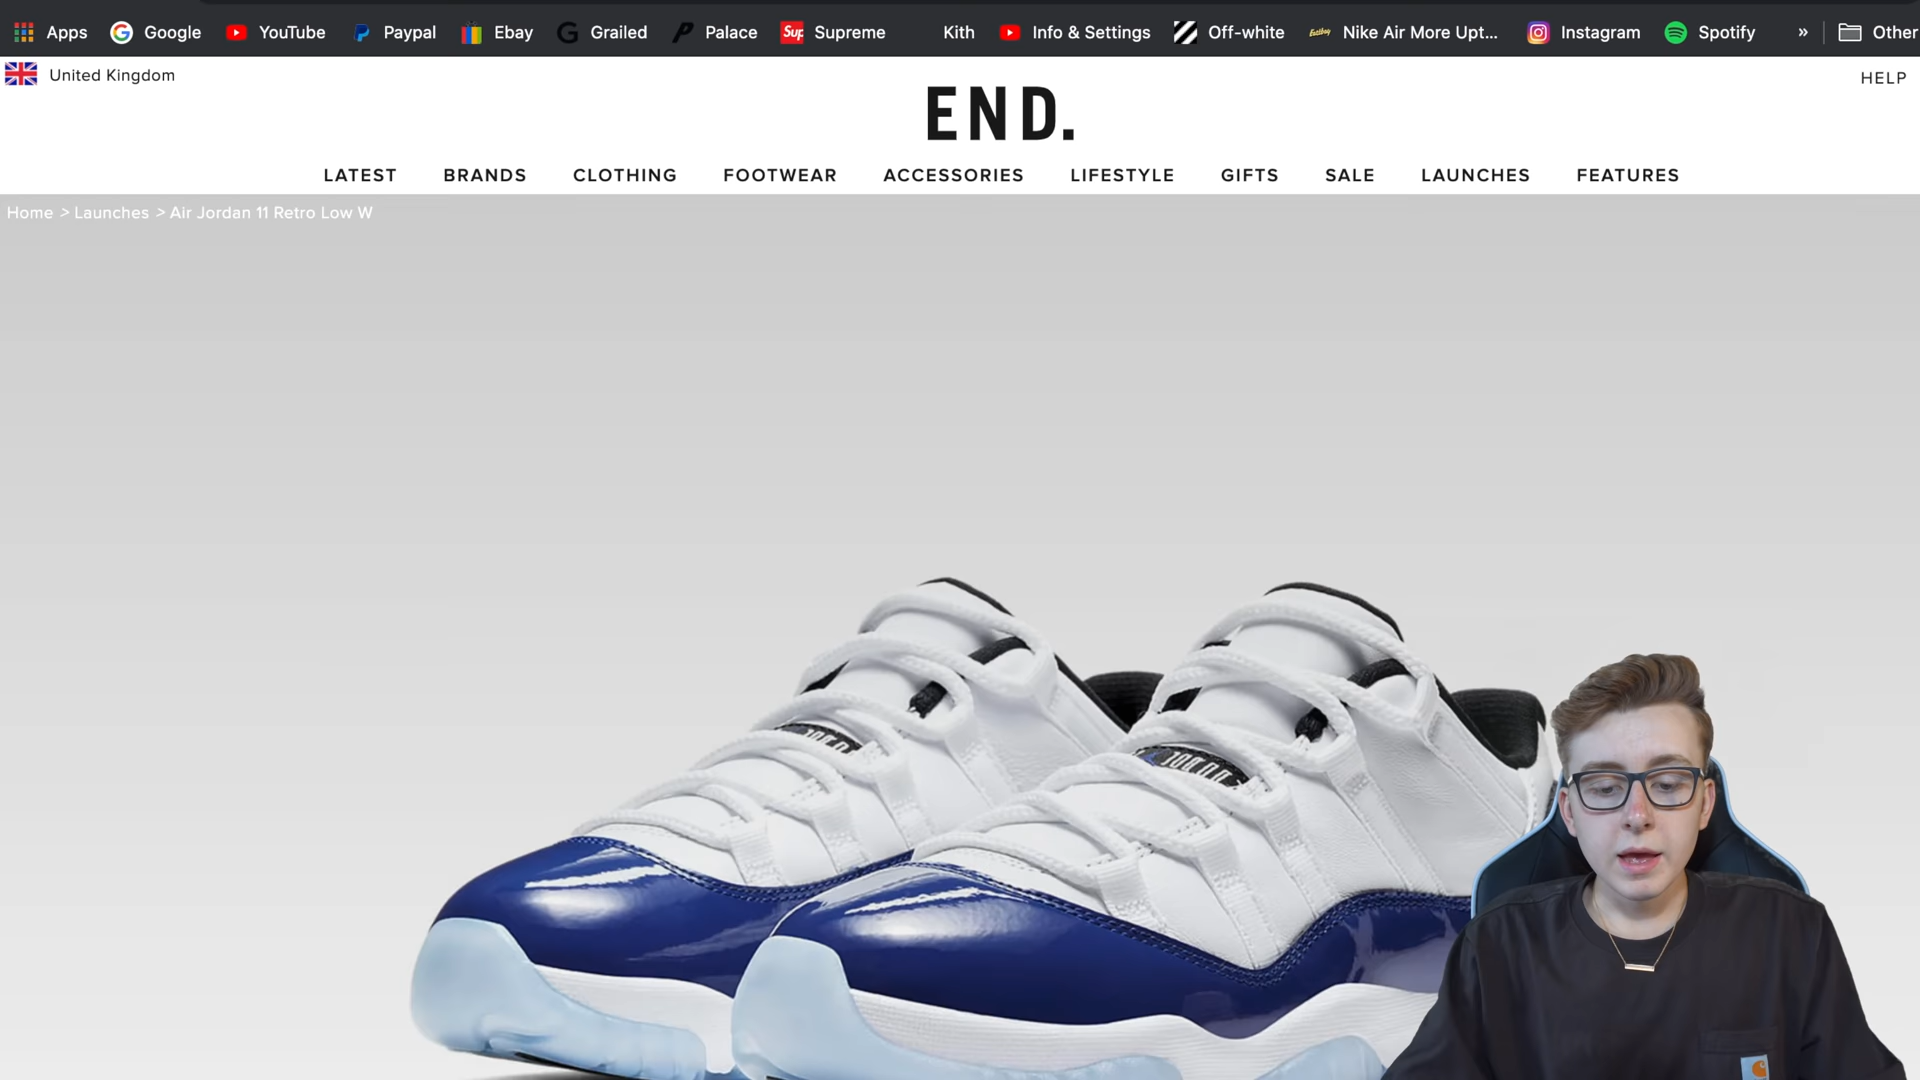 Apps Google YouTube Paypal Ebay Grailed Palace Supreme Kith Info & Settings Off-white Nike Air More Upt... Instagram Spotify » Other
United Kingdom
HELP
END.
LATEST BRANDS CLOTHING FOOTWEAR ACCESSORIES LIFESTYLE GIFTS SALE LAUNCHES FEATURES
Home > Launches > Air Jordan 11 Retro Low W